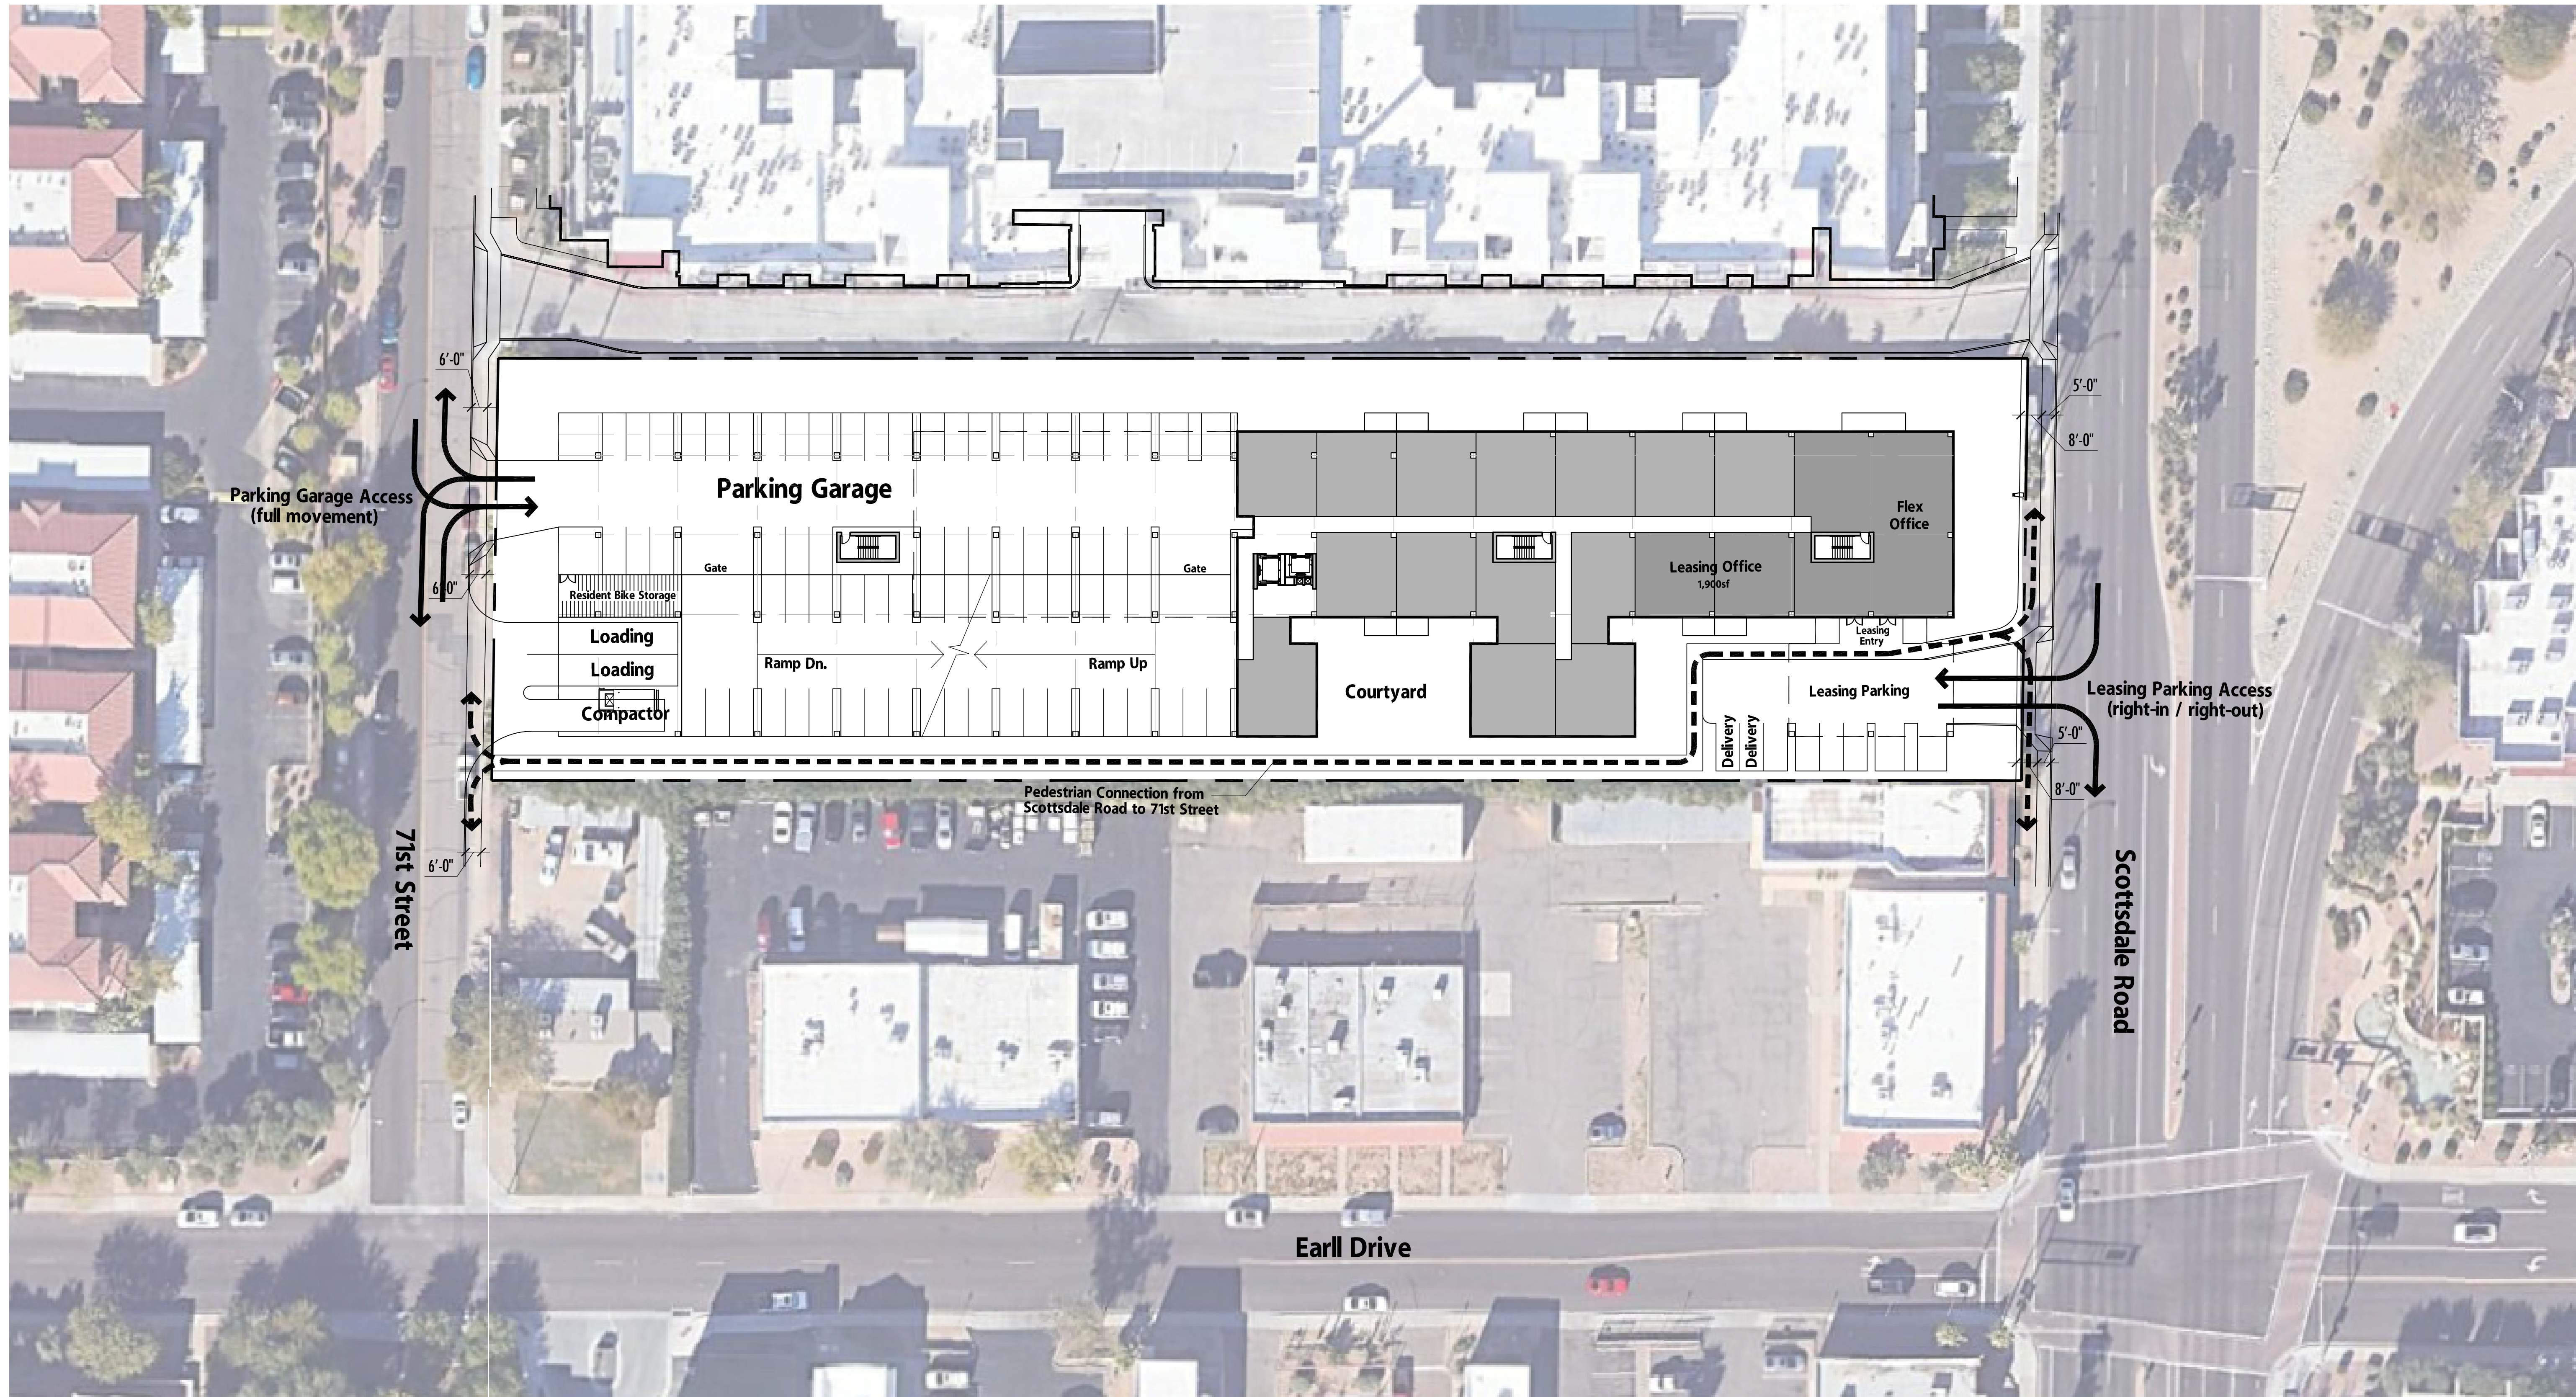 6'-0"
5'-0"
8'-0"
Parking Garage Access
(full movement)
Parking Garage
Flex
Office
Gate
Gate
Leasing Office
1,900sf
6'-0"
Resident Bike Storage
Loading
Leasing
Entry
Loading
Ramp Dn.
Ramp Up
Courtyard
Leasing Parking
Leasing Parking Access
(right-in / right-out)
Compactor
Delivery
Delivery
5'-0"
8'-0"
Pedestrian Connection from
Scottsdale Road to 71st Street
71st Street
6'-0"
Scottsdale Road
Earll Drive